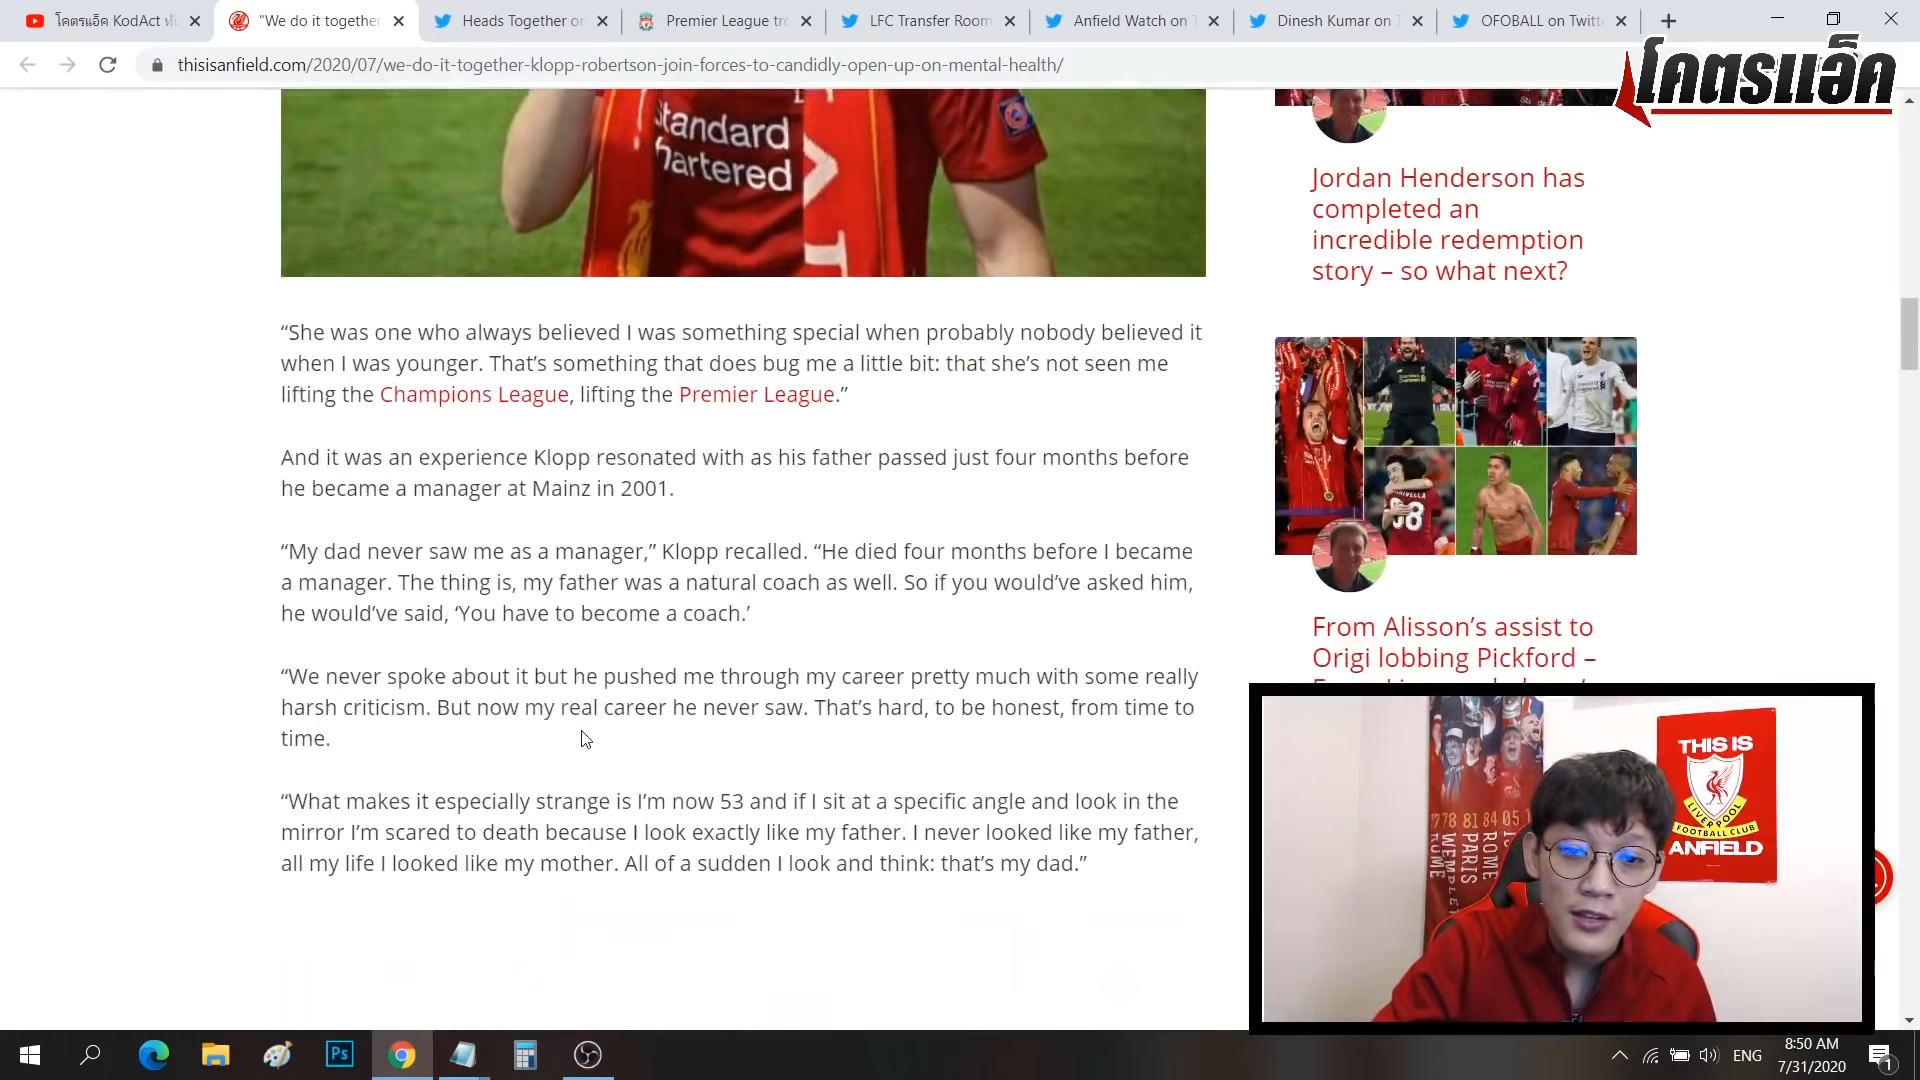 โคตรแอ็ค KodAct
"We do it together
Heads Together on
Premier League tro
LFC Transfer Room
Anfield Watch on T
Dinesh Kumar on T
OFOBALL on Twitt
thisisanfield.com/2020/07/we-do-it-together-klopp-robertson-join-forces-to-candidly-open-up-on-mental-health/
โคตรแอ็ค
Standard
Chartered
“She was one who always believed I was something special when probably nobody believed it
when I was younger. That’s something that does bug me a little bit: that she’s not seen me
lifting the Champions League, lifting the Premier League.”
And it was an experience Klopp resonated with as his father passed just four months before
he became a manager at Mainz in 2001.
“My dad never saw me as a manager,” Klopp recalled. “He died four months before I became
a manager. The thing is, my father was a natural coach as well. So if you would’ve asked him,
he would’ve said, ‘You have to become a coach.’
“We never spoke about it but he pushed me through my career pretty much with some really
harsh criticism. But now my real career he never saw. That’s hard, to be honest, from time to
time.
“What makes it especially strange is I’m now 53 and if I sit at a specific angle and look in the
mirror I’m scared to death because I look exactly like my father. I never looked like my father,
all my life I looked like my mother. All of a sudden I look and think: that’s my dad.”
Jordan Henderson has
completed an
incredible redemption
story – so what next?
98
From Alisson’s assist to
Origi lobbing Pickford –
77 78 81 84 05
ROME
WEMBLEY
PARIS
ROME
THIS IS
LIVERPOOL
FOOTBALL CLUB
ANFIELD
Ps
ENG
8:50 AM
7/31/2020
1